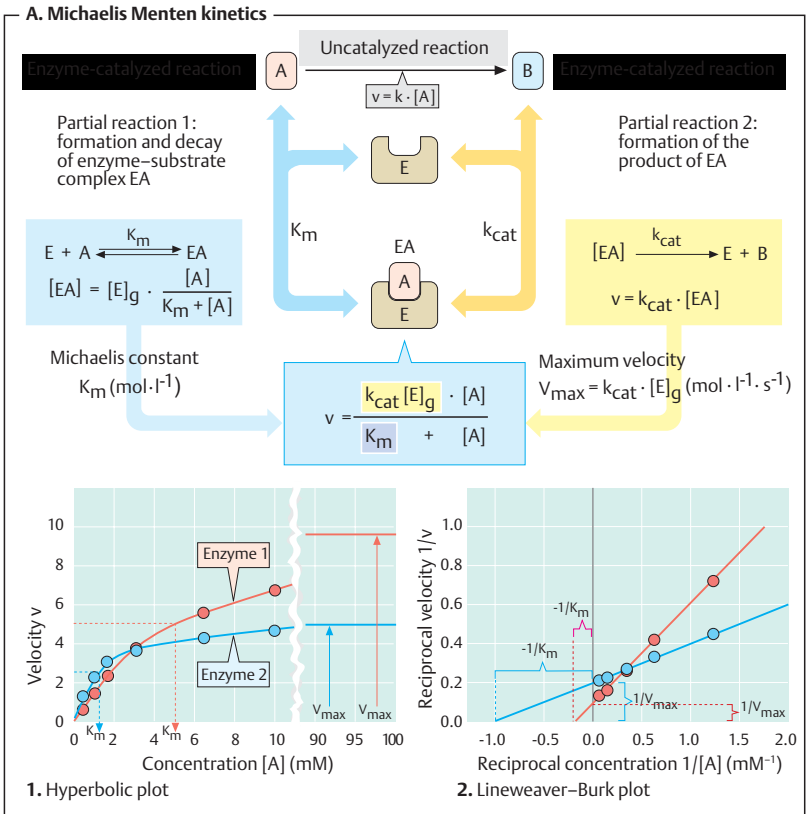 A. Michaelis Menten kinetics
Uncatalyzed reaction
Enzyme-catalyzed reaction
A
B
Enzyme-catalyzed reaction
v = k · [A]
Partial reaction 1:
formation and decay
of enzyme–substrate
complex EA
Partial reaction 2:
formation of the
product of EA
E
Km
kcat
EA
A
E
E + A Km EA
[EA] = [E]g · [A]
Km + [A]
[EA] kcat E + B
v = kcat · [EA]
Michaelis constant
Km (mol·l-1)
Maximum velocity
Vmax = kcat · [E]g (mol·l-1·s-1)
v = kcat [E]g · [A]
Km + [A]
Velocity v
10
8
6
4
2
0
Enzyme 1
Enzyme 2
Km
Km
Vmax
Vmax
0 2 4 6 8 10 90 95 100
Concentration [A] (mM)
1. Hyperbolic plot
Reciprocal velocity 1/v
1.0
0.8
0.6
0.4
0.2
0.0
-1/Km
-1/Km
1/Vmax
1/Vmax
-1.0 -0.5 0.0 0.5 1.0 1.5 2.0
Reciprocal concentration 1/[A] (mM-1)
2. Lineweaver–Burk plot